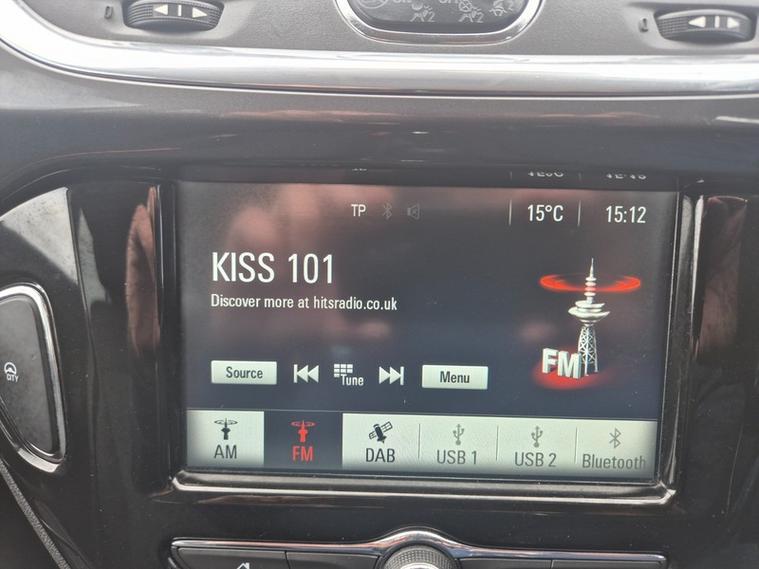 TP
15°C
15:12
KISS 101
Discover more at hitsradio.co.uk
FM
Source
Tune
Menu
AM
FM
DAB
USB 1
USB 2
Bluetooth
CITY